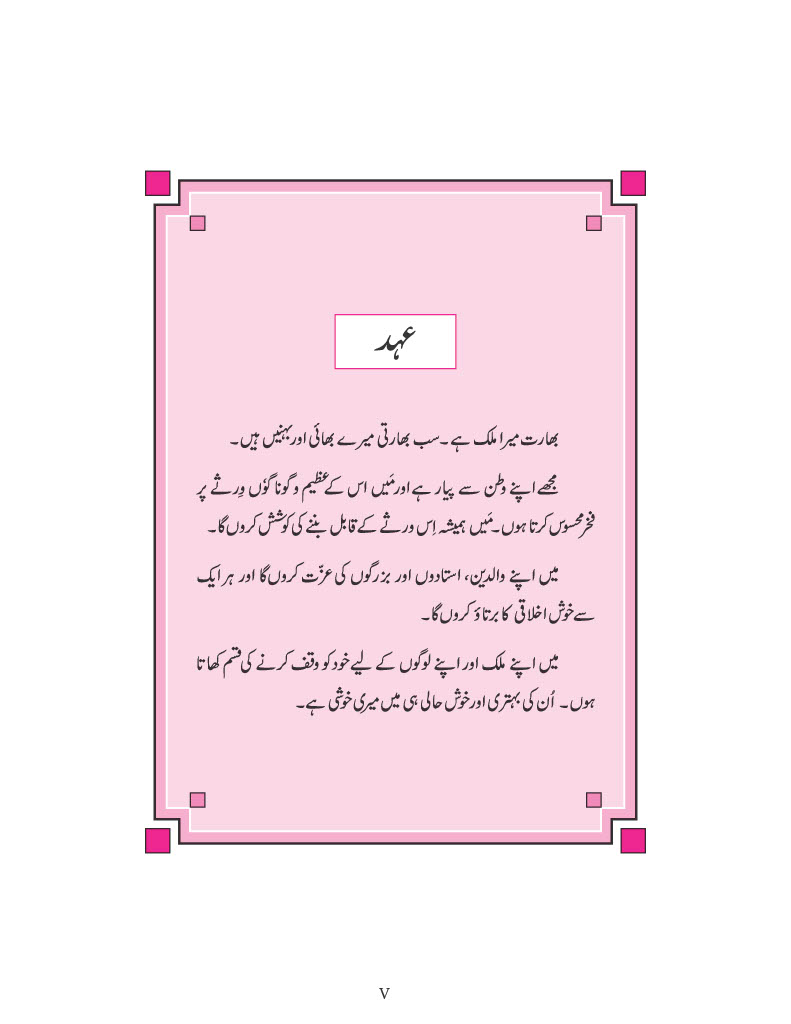 عہد
بھارت میرا ملک ہے۔ سب بھارتی میرے بھائی اور بہنیں ہیں۔
مجھے اپنے وطن سے پیار ہے اور مَیں اس کے عظیم و گونا گوٗں وِرثے پر
فخر محسوس کرتا ہوں۔ مَیں ہمیشہ اِس ورثے کے قابل بننے کی کوشش کروں گا۔
میں اپنے والدین، استادوں اور بزرگوں کی عزّت کروں گا اور ہر ایک
سے خوش اخلاقی کا برتاؤ کروں گا۔
میں اپنے ملک اور اپنے لوگوں کے لیے خود کو وقف کرنے کی قسم کھاتا
ہوں۔ اُن کی بہتری اور خوش حالی ہی میں میری خوشی ہے۔
V